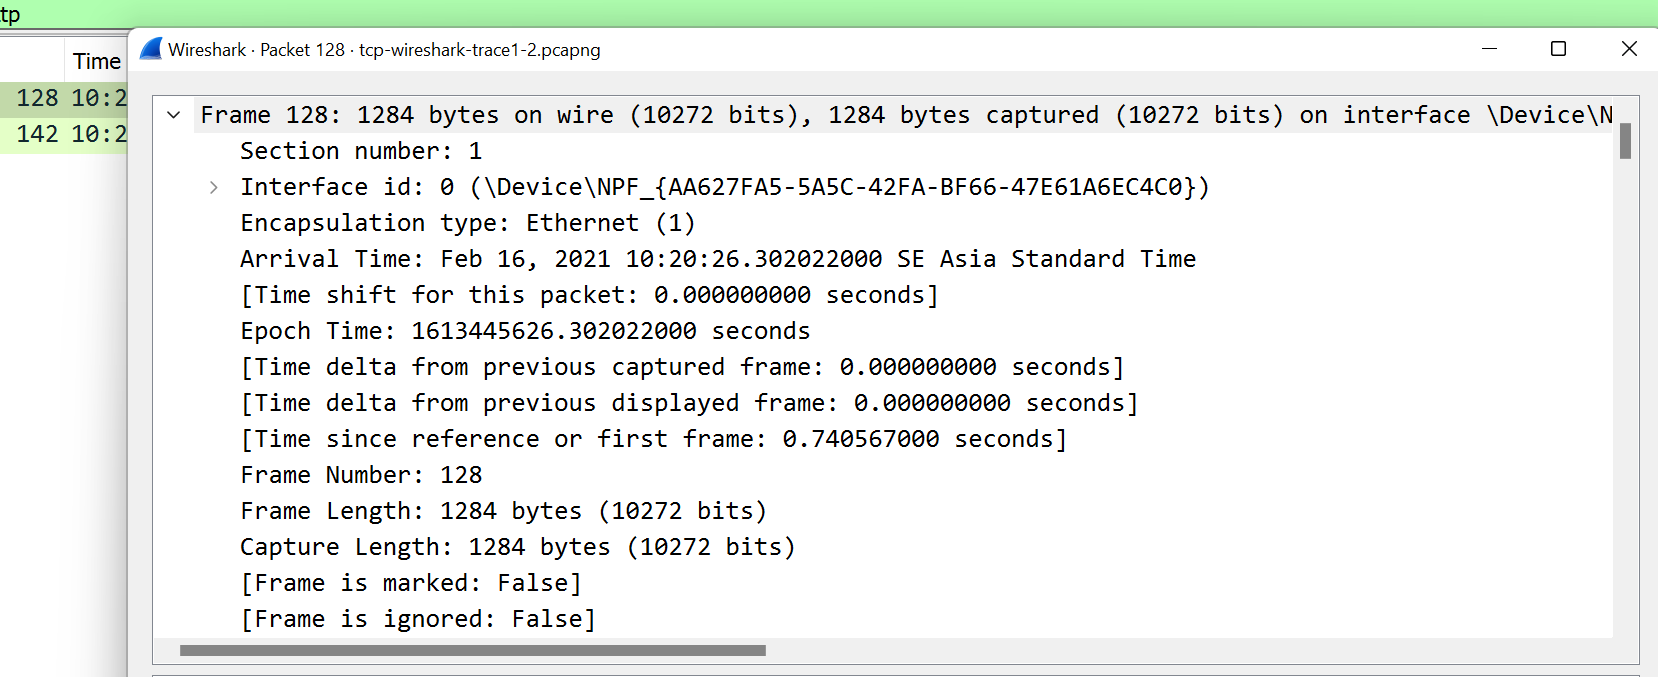 tp
Time
128 10:2
142 10:2
Wireshark · Packet 128 · tcp-wireshark-trace1-2.pcapng
Frame 128: 1284 bytes on wire (10272 bits), 1284 bytes captured (10272 bits) on interface \Device\N
Section number: 1
Interface id: 0 (\Device\NPF_{AA627FA5-5A5C-42FA-BF66-47E61A6EC4C0})
Encapsulation type: Ethernet (1)
Arrival Time: Feb 16, 2021 10:20:26.302022000 SE Asia Standard Time
[Time shift for this packet: 0.000000000 seconds]
Epoch Time: 1613445626.302022000 seconds
[Time delta from previous captured frame: 0.000000000 seconds]
[Time delta from previous displayed frame: 0.000000000 seconds]
[Time since reference or first frame: 0.740567000 seconds]
Frame Number: 128
Frame Length: 1284 bytes (10272 bits)
Capture Length: 1284 bytes (10272 bits)
[Frame is marked: False]
[Frame is ignored: False]